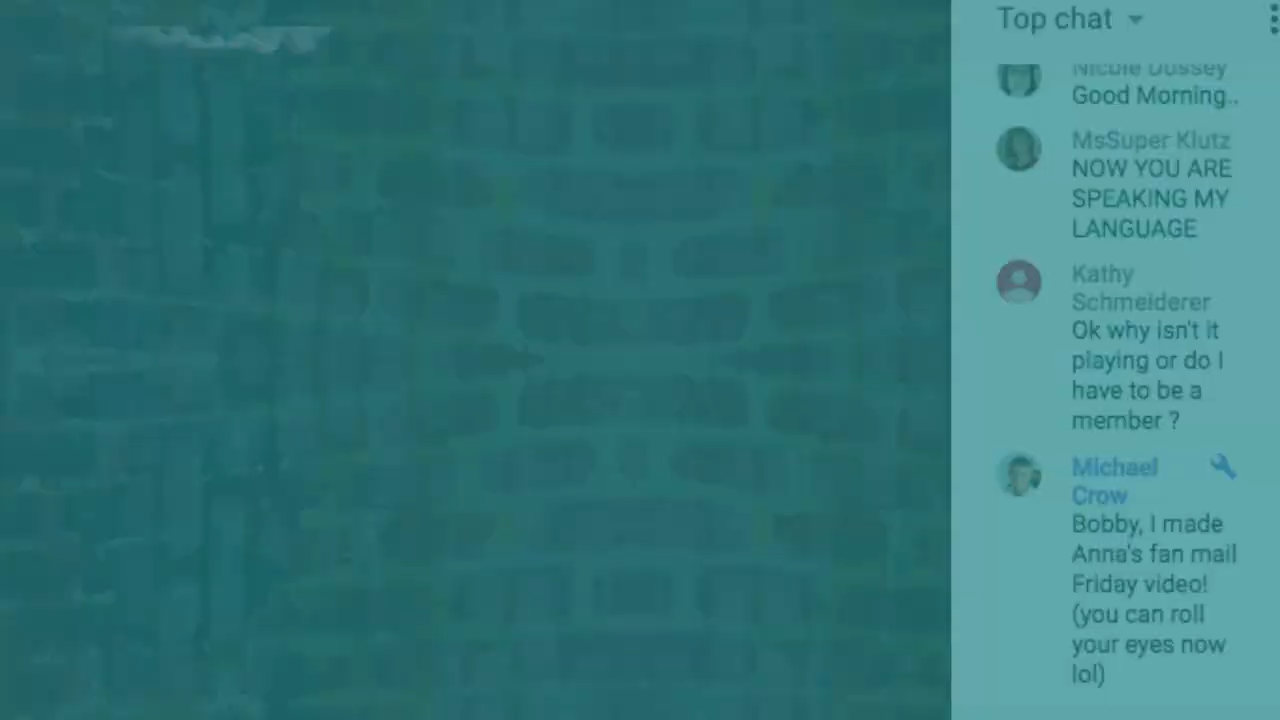 Top chat
Nicole Dussey
Good Morning..
MsSuper Klutz
NOW YOU ARE
SPEAKING MY
LANGUAGE
Kathy
Schmeiderer
Ok why isn't it
playing or do I
have to be a
member ?
Michael
Crow
Bobby, I made
Anna's fan mail
Friday video!
(you can roll
your eyes now
lol)